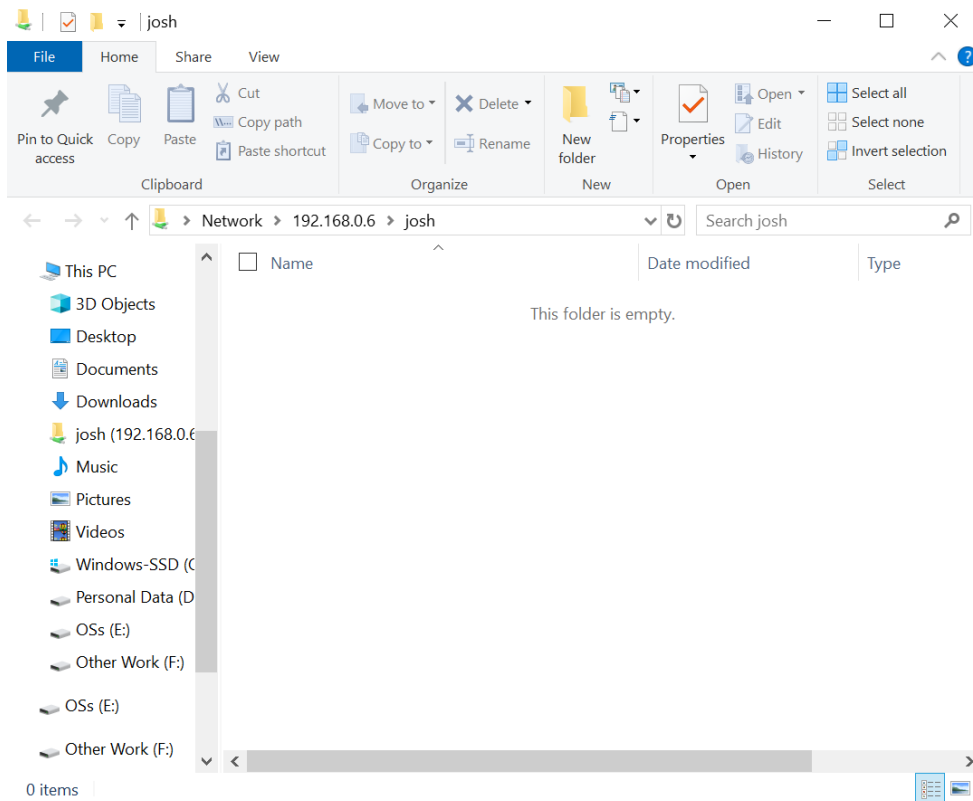 josh
File Home Share View
?
Pin to Quick access
Copy
Paste
Cut
Copy path
Paste shortcut
Clipboard
Move to
Copy to
Delete
Rename
Organize
New folder
New
Properties
Open
Edit
History
Open
Select all
Select none
Invert selection
Select
Network 192.168.0.6 josh
Search josh
Name Date modified Type
This folder is empty.
This PC
3D Objects
Desktop
Documents
Downloads
josh (192.168.0.6
Music
Pictures
Videos
Windows-SSD (C
Personal Data (D
OSs (E:)
Other Work (F:)
OSs (E:)
Other Work (F:)
0 items